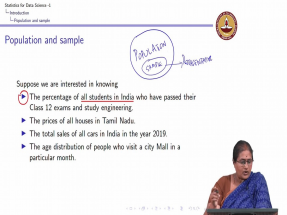 Statistics for Data Science -1
Introduction
Population and sample
Population and sample
POPULATION
SAMPLE
Suppose we are interested in knowing
The percentage of all students in India who have passed their
Class 12 exams and study engineering.
The prices of all houses in Tamil Nadu.
The total sales of all cars in India in the year 2019.
The age distribution of people who visit a city Mall in a
particular month.